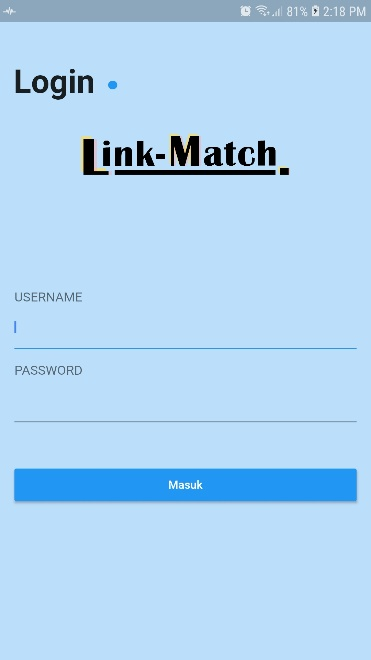 81% 2:18 PM
Login
Link-Match.
USERNAME
PASSWORD
Masuk